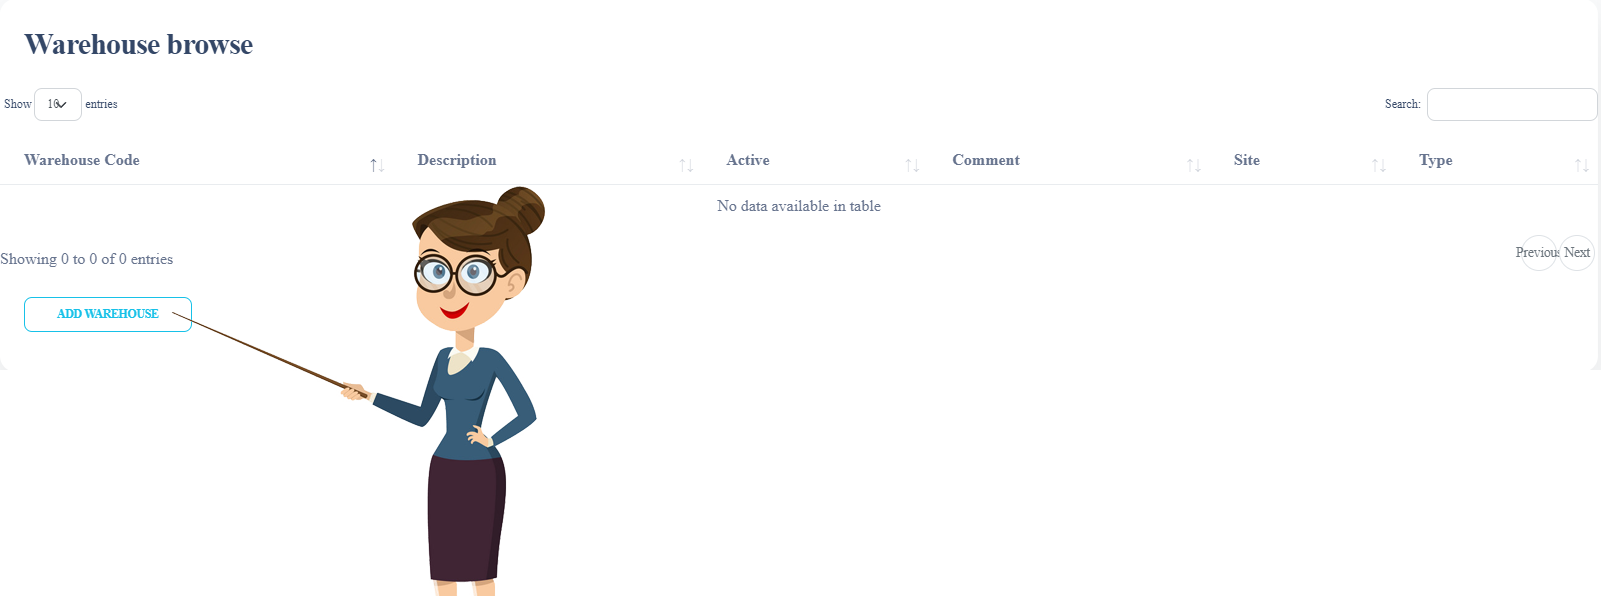 Warehouse browse
Show 10 entries
Search:
Warehouse Code Description Active Comment Site Type
No data available in table
Showing 0 to 0 of 0 entries
Previous Next
ADD WAREHOUSE